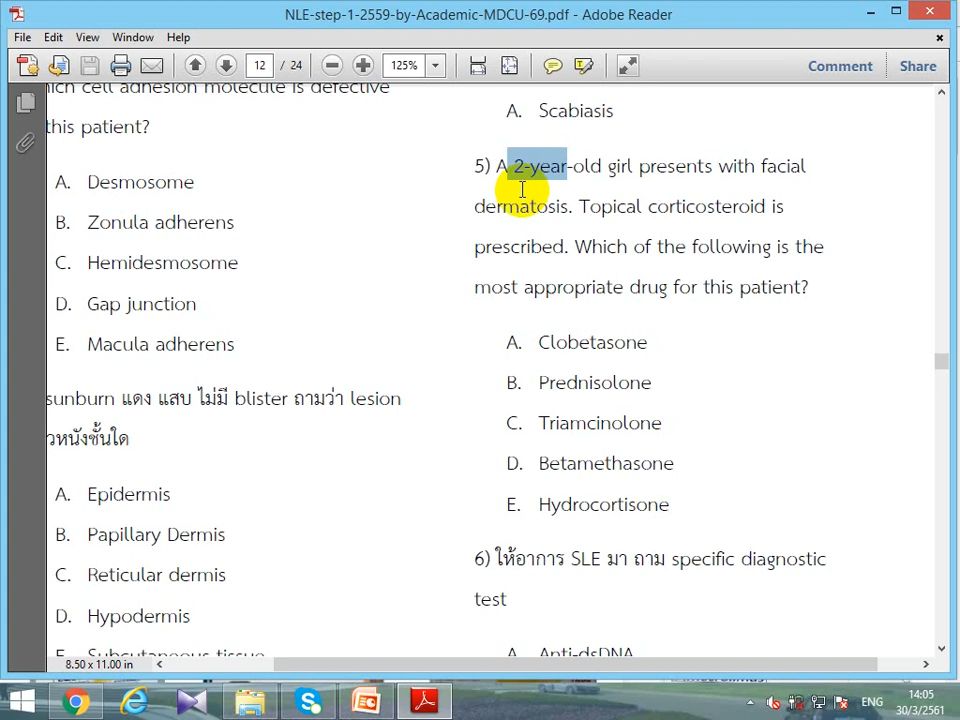 NLE-step-1-2559-by-Academic-MDCU-69.pdf - Adobe Reader
File Edit View Window Help
12 / 24
125%
Comment
Share
hich cell adhesion molecule is defective
this patient?
A. Desmosome
B. Zonula adherens
C. Hemidesmosome
D. Gap junction
E. Macula adherens
sunburn แดง แสบ ไม่มี blister ถามว่า lesion
วหนังชั้นใด
A. Epidermis
B. Papillary Dermis
C. Reticular dermis
D. Hypodermis
E. Subcutaneous tissue
A. Scabiasis
5) A 2-year-old girl presents with facial
dermatosis. Topical corticosteroid is
prescribed. Which of the following is the
most appropriate drug for this patient?
A. Clobetasone
B. Prednisolone
C. Triamcinolone
D. Betamethasone
E. Hydrocortisone
6) ให้อาการ SLE มา ถาม specific diagnostic
test
A. Anti-dsDNA
8.50 x 11.00 in
ENG
14:05
30/3/2561